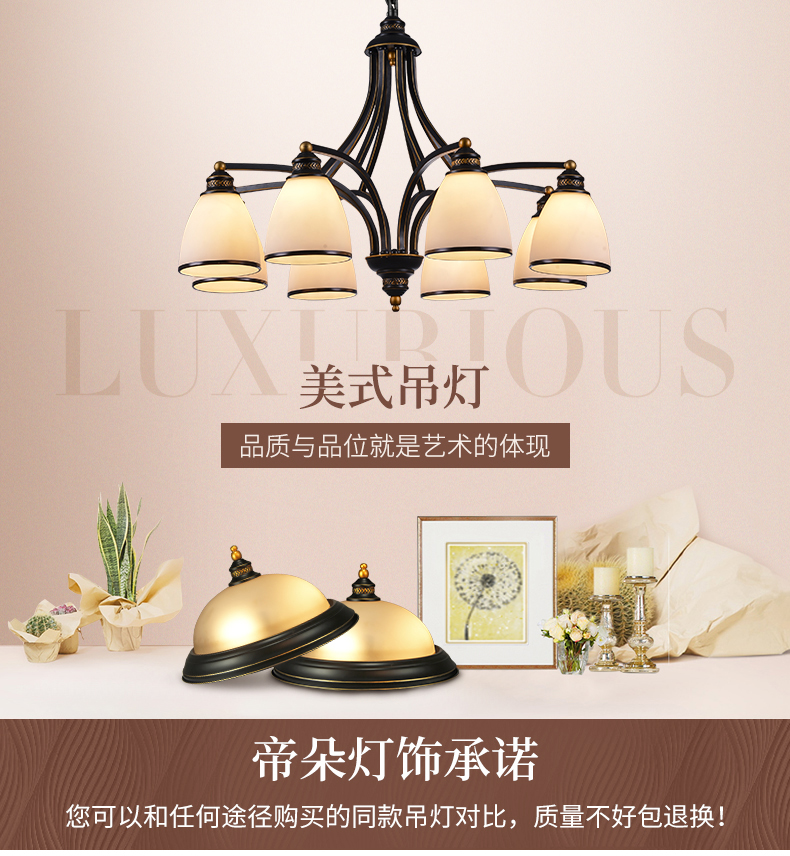 LUXURIOUS
美式吊灯
品质与品位就是艺术的体现
帝朵灯饰承诺
您可以和任何途径购买的同款吊灯对比，质量不好包退换！